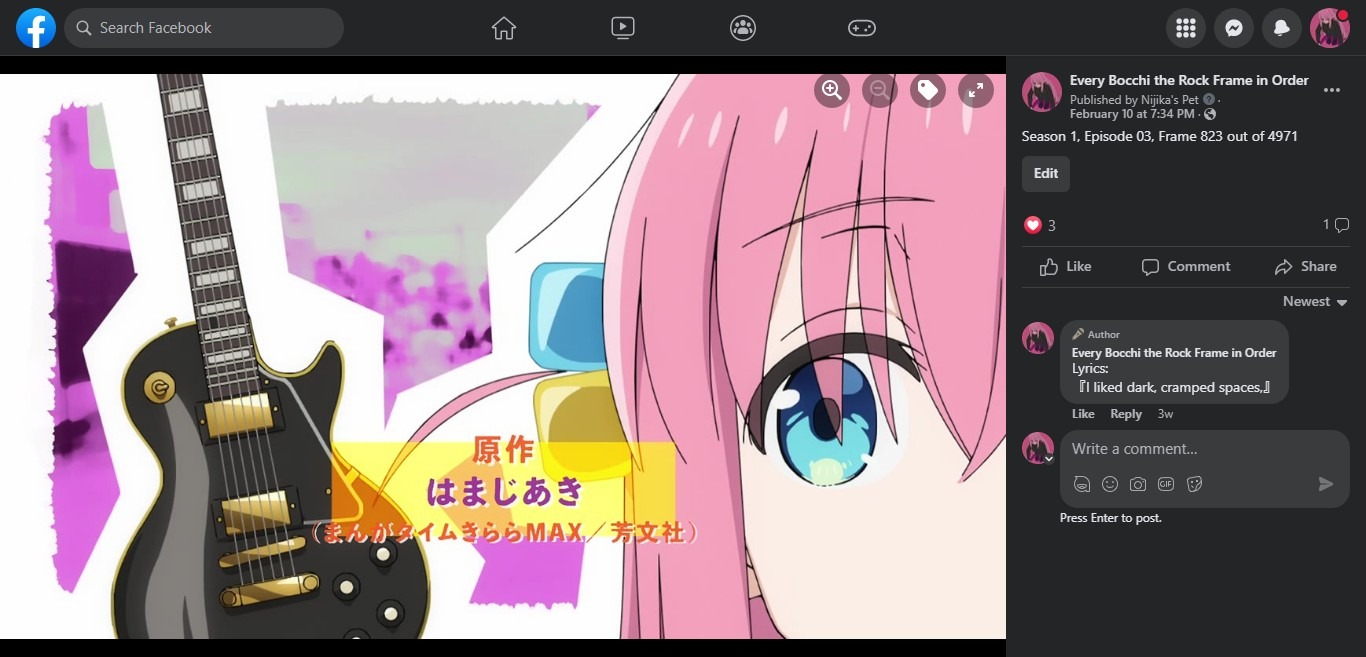 Search Facebook
Every Bocchi the Rock Frame in Order
Published by Nijika's Pet ·
February 10 at 7:34 PM ·
Season 1, Episode 03, Frame 823 out of 4971
Edit
3
1
Like
Comment
Share
Newest
Author
Every Bocchi the Rock Frame in Order
Lyrics:
『I liked dark, cramped spaces,』
Like Reply 3w
Write a comment…
GIF
Press Enter to post.
原作
はまじあき
（まんがタイムきららMAX／芳文社）